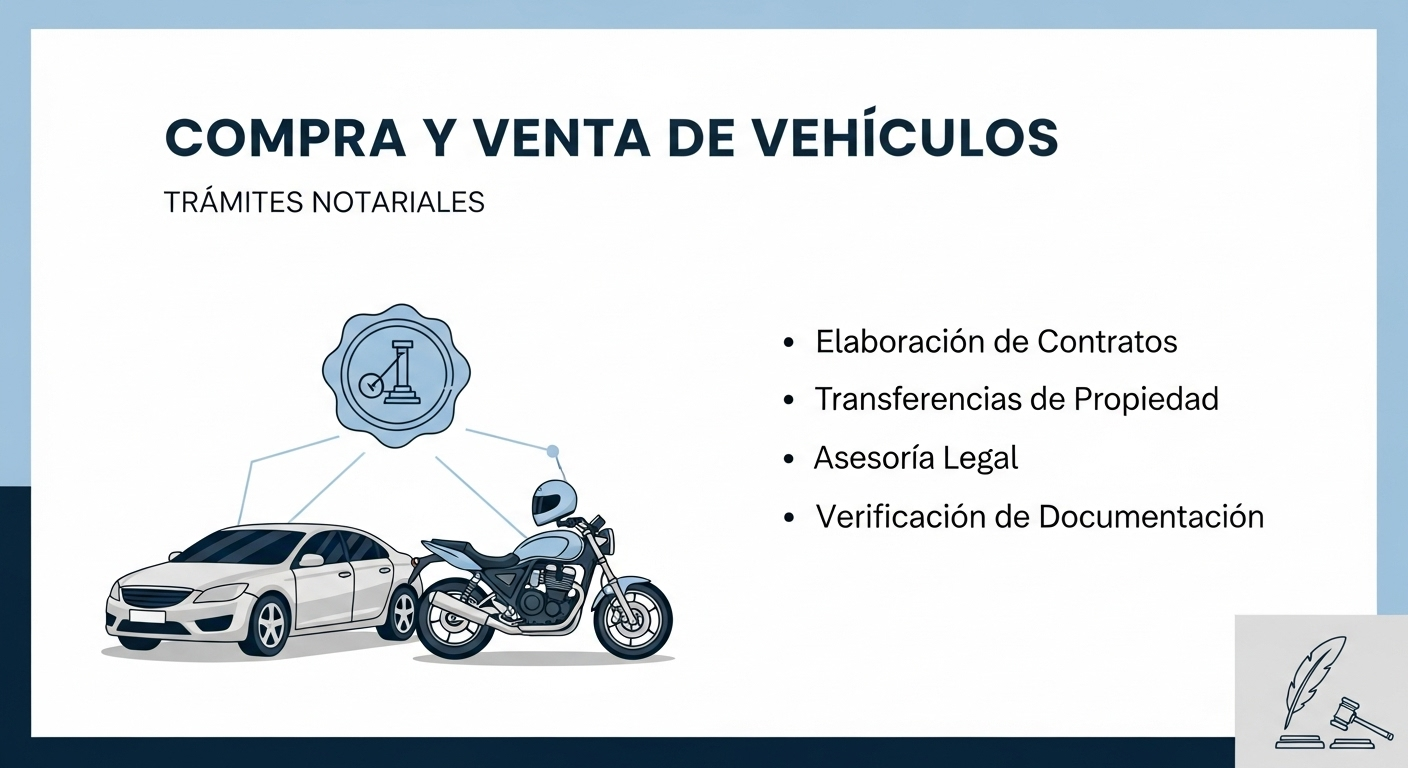 COMPRA Y VENTA DE VEHÍCULOS
TRÁMITES NOTARIALES
• Elaboración de Contratos
• Transferencias de Propiedad
• Asesoría Legal
• Verificación de Documentación